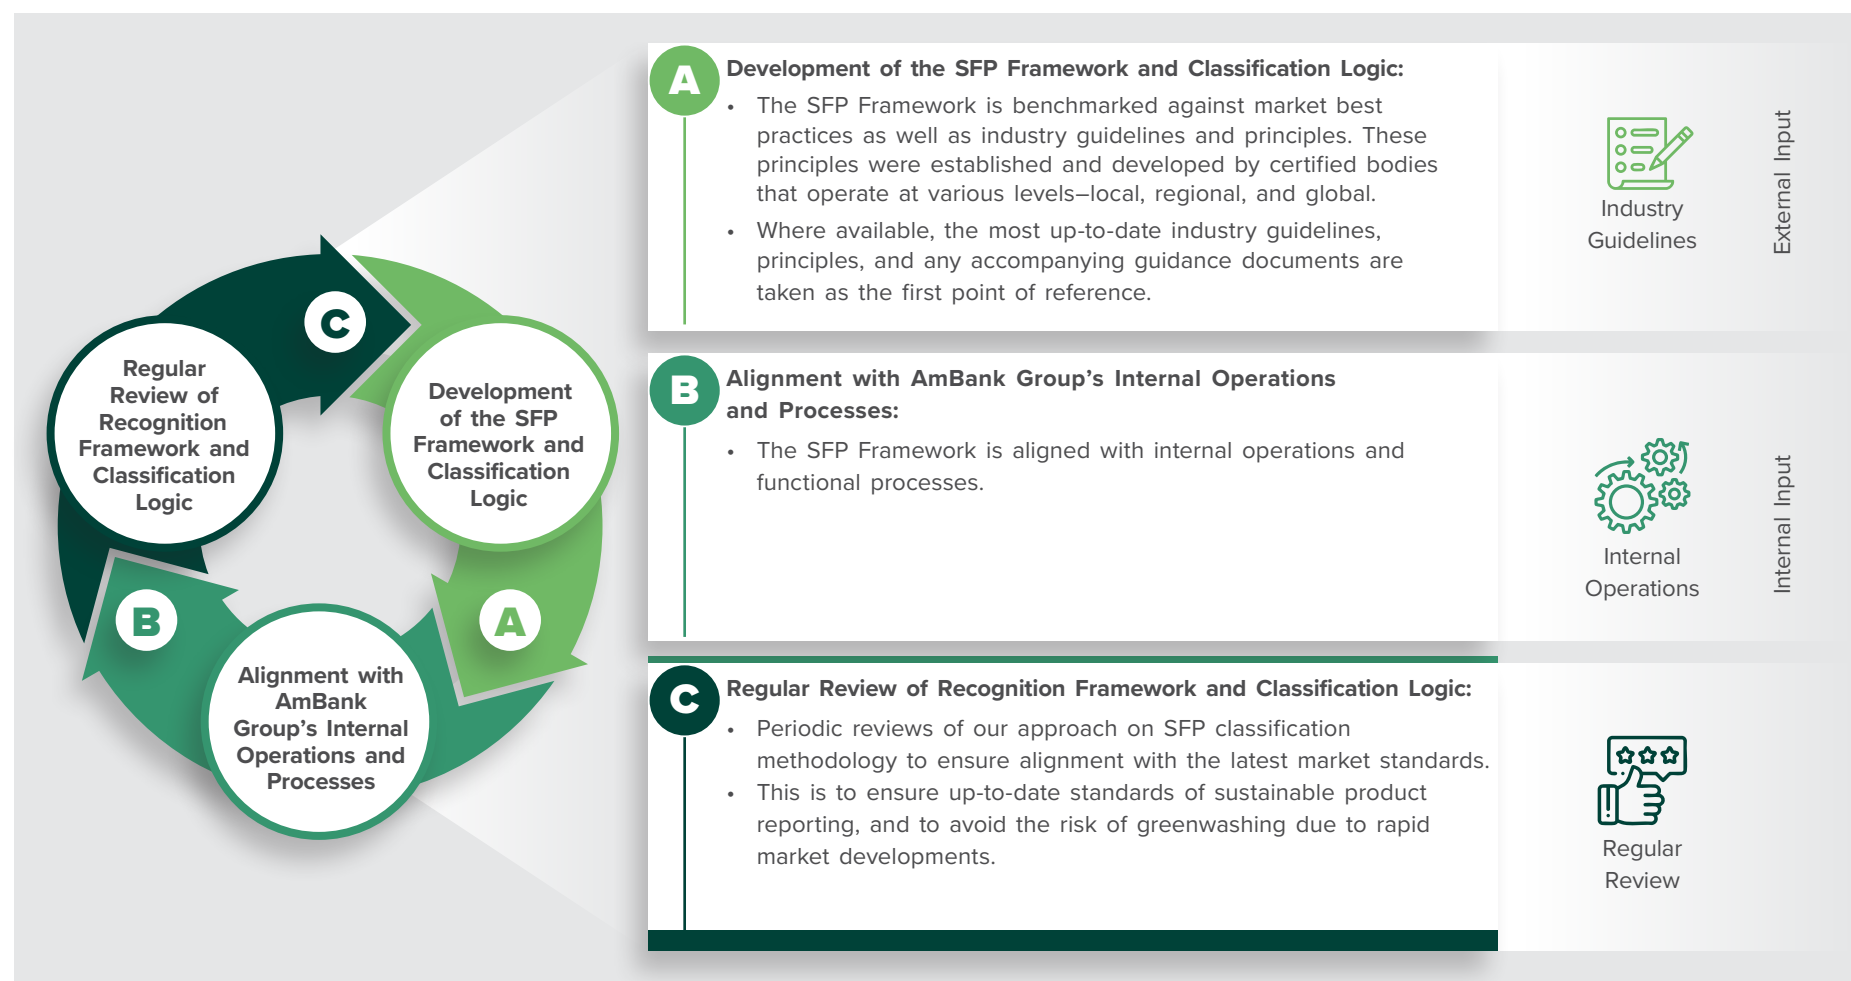 C
Regular
Review of
Recognition
Framework and
Classification
Logic
Development
of the SFP
Framework and
Classification
Logic
B
A
Alignment with
AmBank
Group’s Internal
Operations and
Processes
A
Development of the SFP Framework and Classification Logic:
• The SFP Framework is benchmarked against market best
practices as well as industry guidelines and principles. These
principles were established and developed by certified bodies
that operate at various levels–local, regional, and global.
• Where available, the most up-to-date industry guidelines,
principles, and any accompanying guidance documents are
taken as the first point of reference.
Industry
Guidelines
External Input
B
Alignment with AmBank Group’s Internal Operations
and Processes:
• The SFP Framework is aligned with internal operations and
functional processes.
Internal
Operations
Internal Input
C
Regular Review of Recognition Framework and Classification Logic:
• Periodic reviews of our approach on SFP classification
methodology to ensure alignment with the latest market standards.
• This is to ensure up-to-date standards of sustainable product
reporting, and to avoid the risk of greenwashing due to rapid
market developments.
Regular
Review